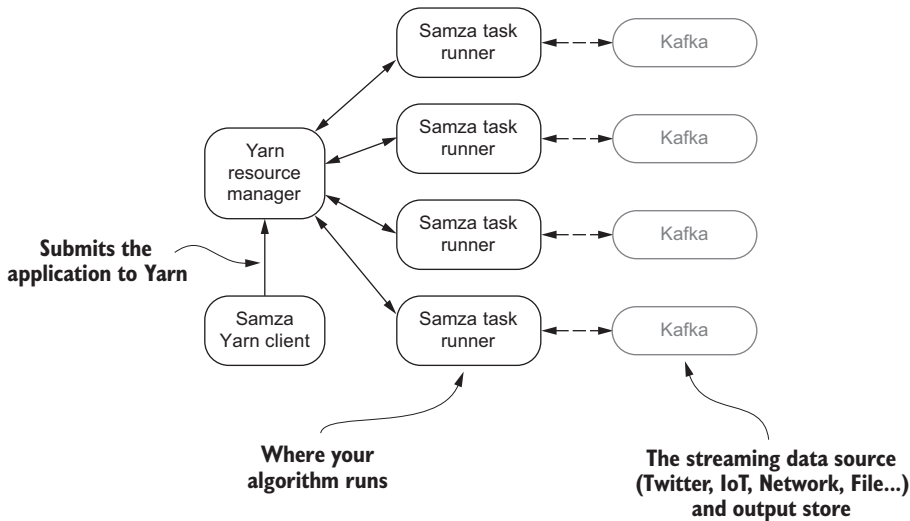 Samza task
runner
Kafka
Samza task
runner
Kafka
Yarn
resource
manager
Samza task
runner
Kafka
Submits the
application to Yarn
Samza
Yarn client
Samza task
runner
Kafka
Where your
algorithm runs
The streaming data source
(Twitter, IoT, Network, File...)
and output store